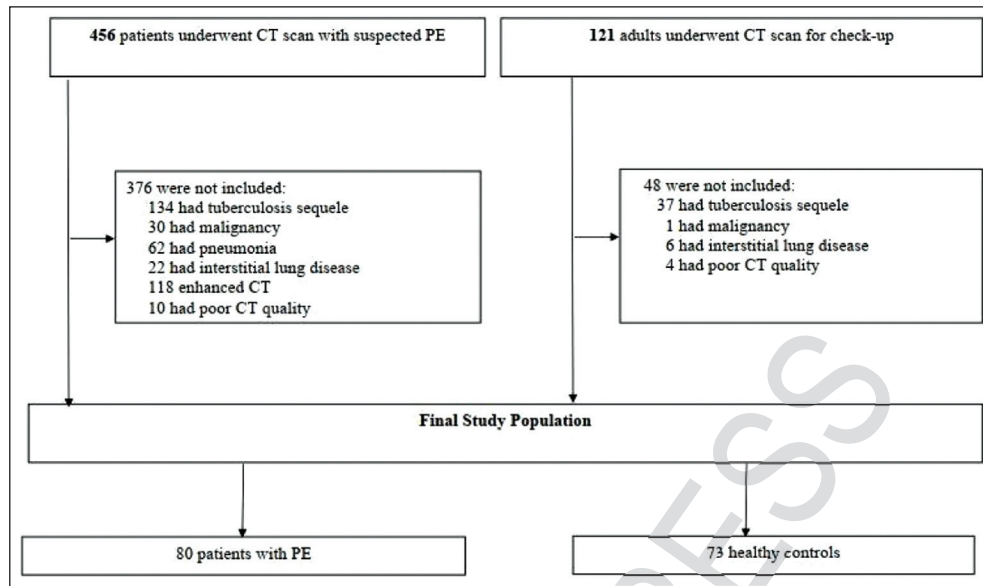 456 patients underwent CT scan with suspected PE
121 adults underwent CT scan for check-up
376 were not included:
134 had tuberculosis sequele
30 had malignancy
62 had pneumonia
22 had interstitial lung disease
118 enhanced CT
10 had poor CT quality
48 were not included:
37 had tuberculosis sequele
1 had malignancy
6 had interstitial lung disease
4 had poor CT quality
Final Study Population
80 patients with PE
73 healthy controls
PRESS